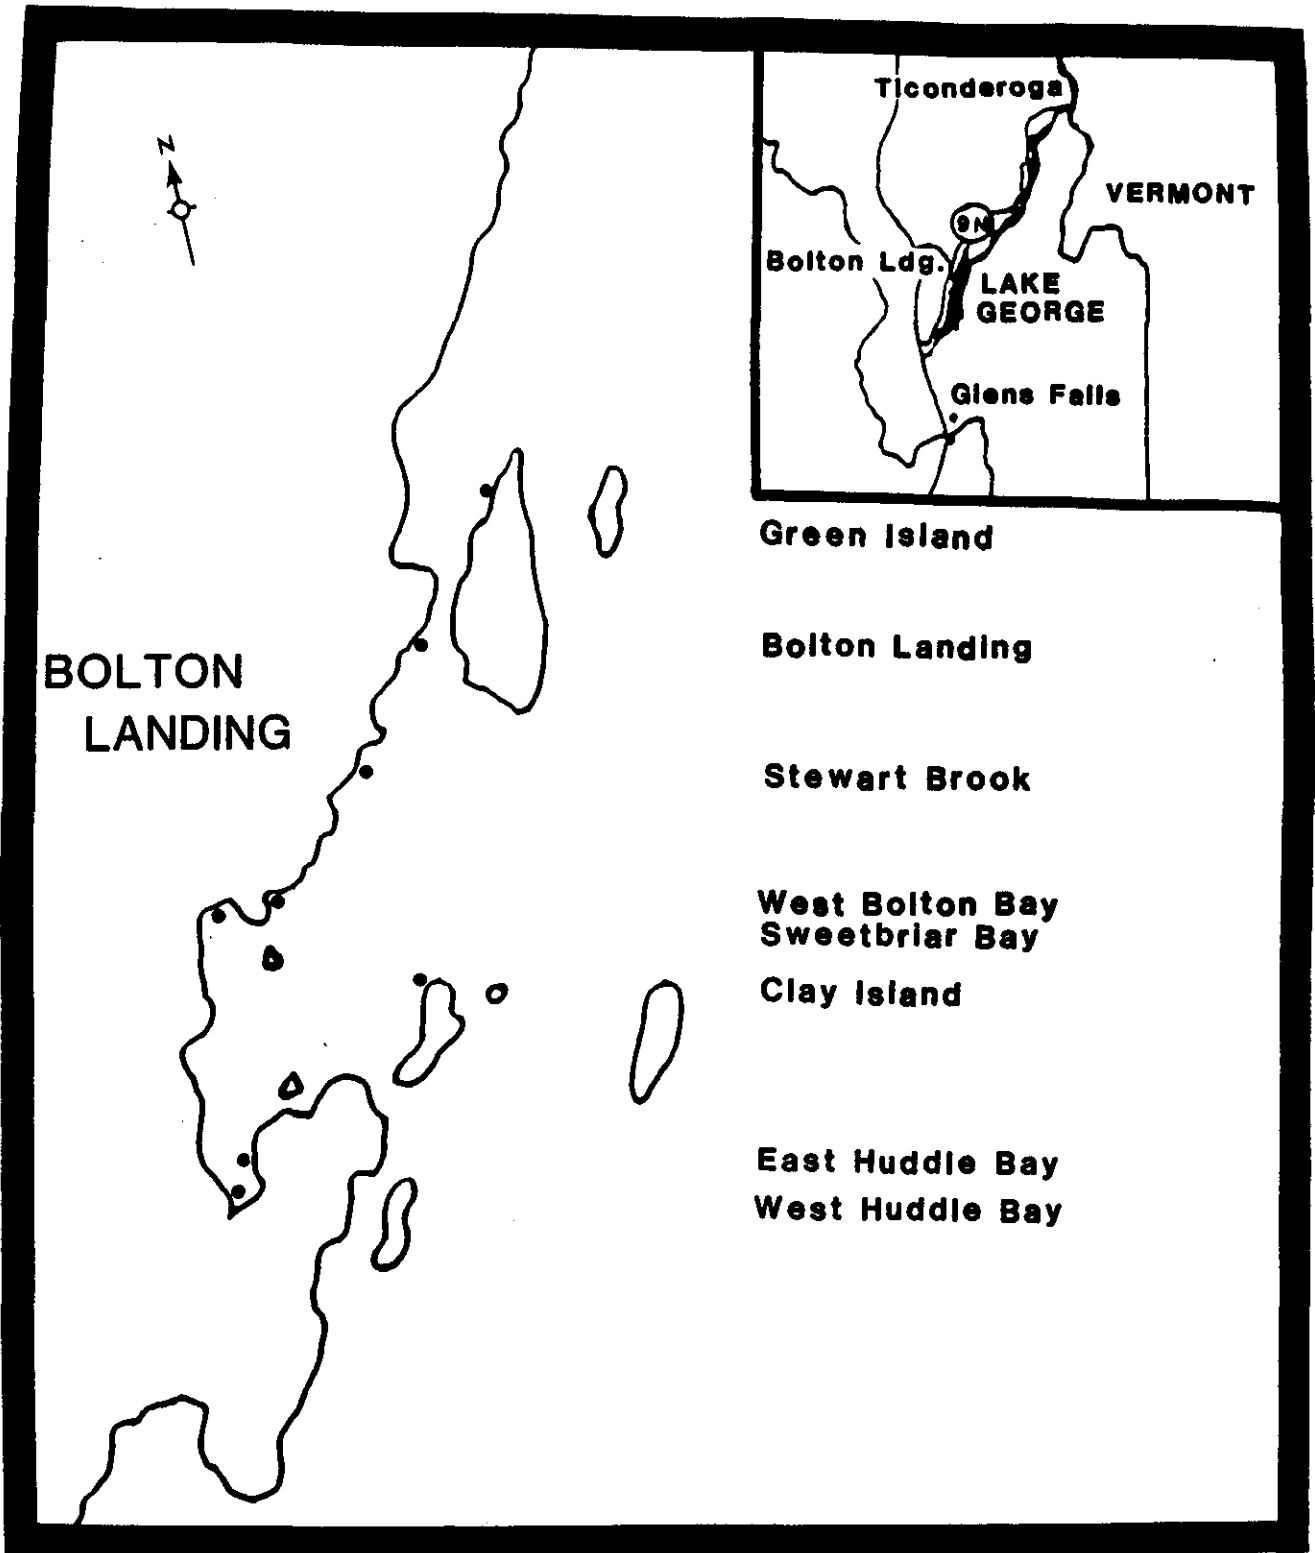 N
Ticonderoga
VERMONT
9N
Bolton Ldg.
LAKE
GEORGE
Glens Falls
Green Island
BOLTON
LANDING
Bolton Landing
Stewart Brook
West Bolton Bay
Sweetbriar Bay
Clay Island
East Huddle Bay
West Huddle Bay